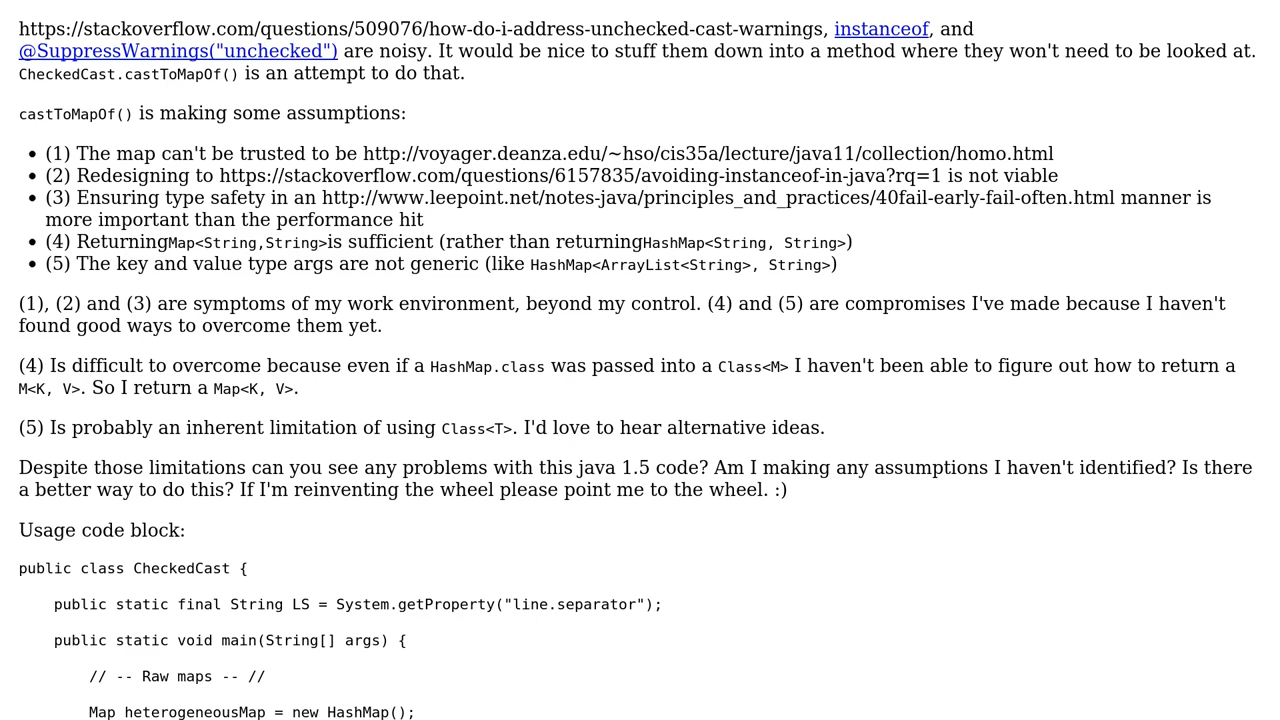 https://stackoverflow.com/questions/509076/how-do-i-address-unchecked-cast-warnings, instanceof, and
@SuppressWarnings("unchecked") are noisy. It would be nice to stuff them down into a method where they won't need to be looked at.
CheckedCast.castToMapOf() is an attempt to do that.
castToMapOf() is making some assumptions:
• (1) The map can't be trusted to be http://voyager.deanza.edu/~hso/cis35a/lecture/java11/collection/homo.html
• (2) Redesigning to https://stackoverflow.com/questions/6157835/avoiding-instanceof-in-java?rq=1 is not viable
• (3) Ensuring type safety in an http://www.leepoint.net/notes-java/principles_and_practices/40fail-early-fail-often.html manner is
more important than the performance hit
• (4) ReturningMap<String,String>is sufficient (rather than returningHashMap<String, String>)
• (5) The key and value type args are not generic (like HashMap<ArrayList<String>, String>)
(1), (2) and (3) are symptoms of my work environment, beyond my control. (4) and (5) are compromises I've made because I haven't
found good ways to overcome them yet.
(4) Is difficult to overcome because even if a HashMap.class was passed into a Class<M> I haven't been able to figure out how to return a
M<K, V>. So I return a Map<K, V>.
(5) Is probably an inherent limitation of using Class<T>. I'd love to hear alternative ideas.
Despite those limitations can you see any problems with this java 1.5 code? Am I making any assumptions I haven't identified? Is there
a better way to do this? If I'm reinventing the wheel please point me to the wheel. :)
Usage code block:
public class CheckedCast {
    public static final String LS = System.getProperty("line.separator");
    public static void main(String[] args) {
        // -- Raw maps -- //
        Map heterogeneousMap = new HashMap();